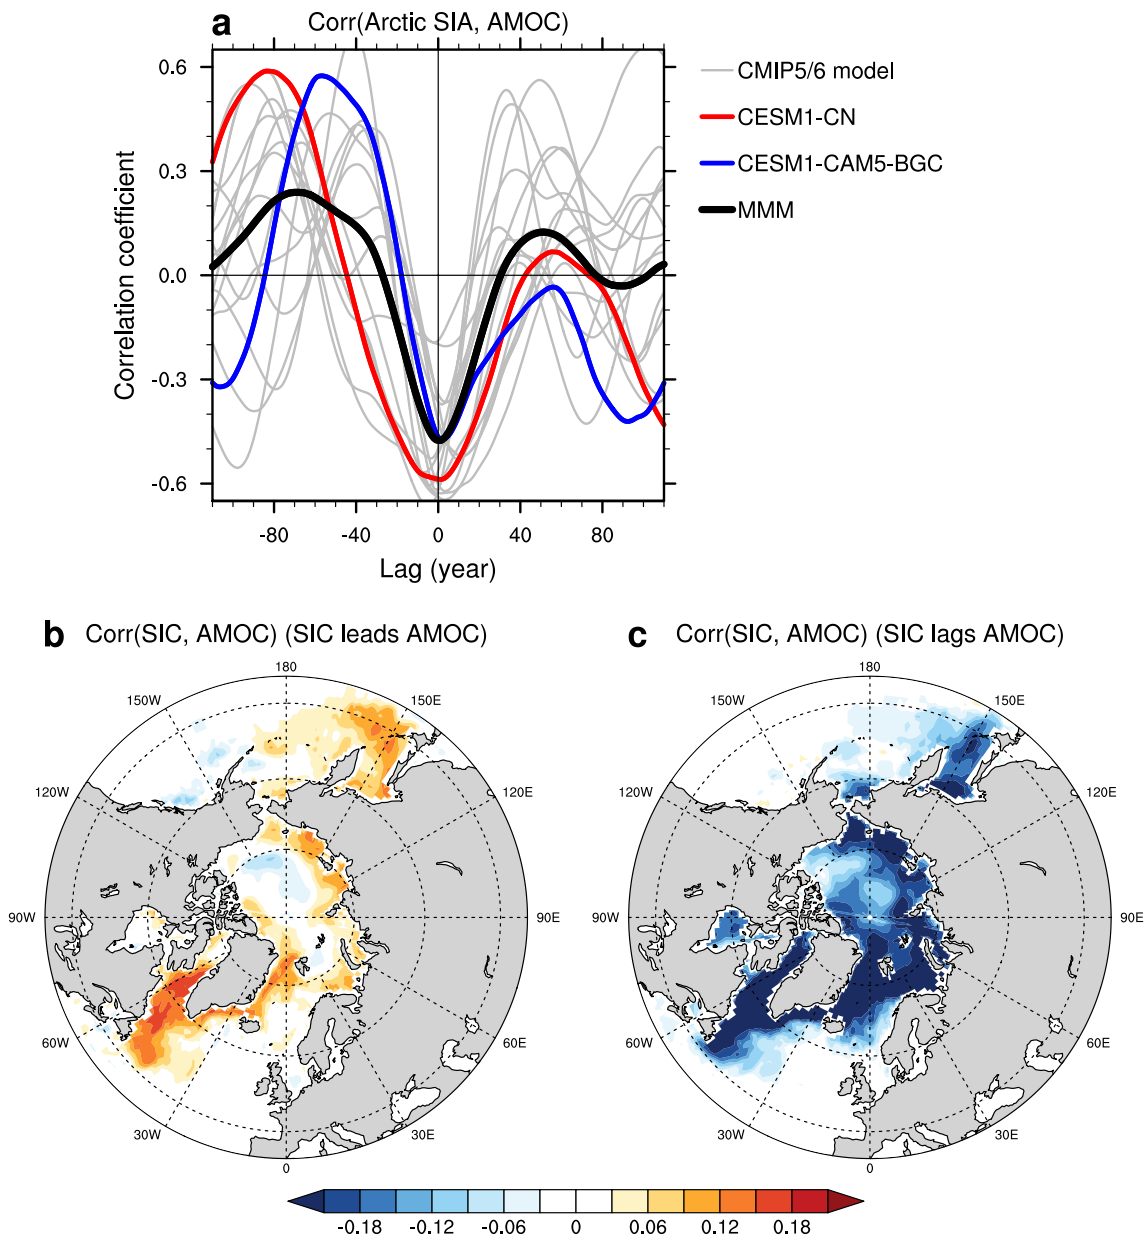 a Corr(Arctic SIA, AMOC)
0.6
0.3
0.0
-0.3
-0.6
Correlation coefficient
-80 -40 0 40 80
Lag (year)
CMIP5/6 model
CESM1-CN
CESM1-CAM5-BGC
MMM
b Corr(SIC, AMOC) (SIC leads AMOC)
180
150W 150E
120W 120E
90W 90E
60W 60E
30W 30E
0
c Corr(SIC, AMOC) (SIC lags AMOC)
180
150W 150E
120W 120E
90W 90E
60W 60E
30W 30E
0
-0.18 -0.12 -0.06 0 0.06 0.12 0.18